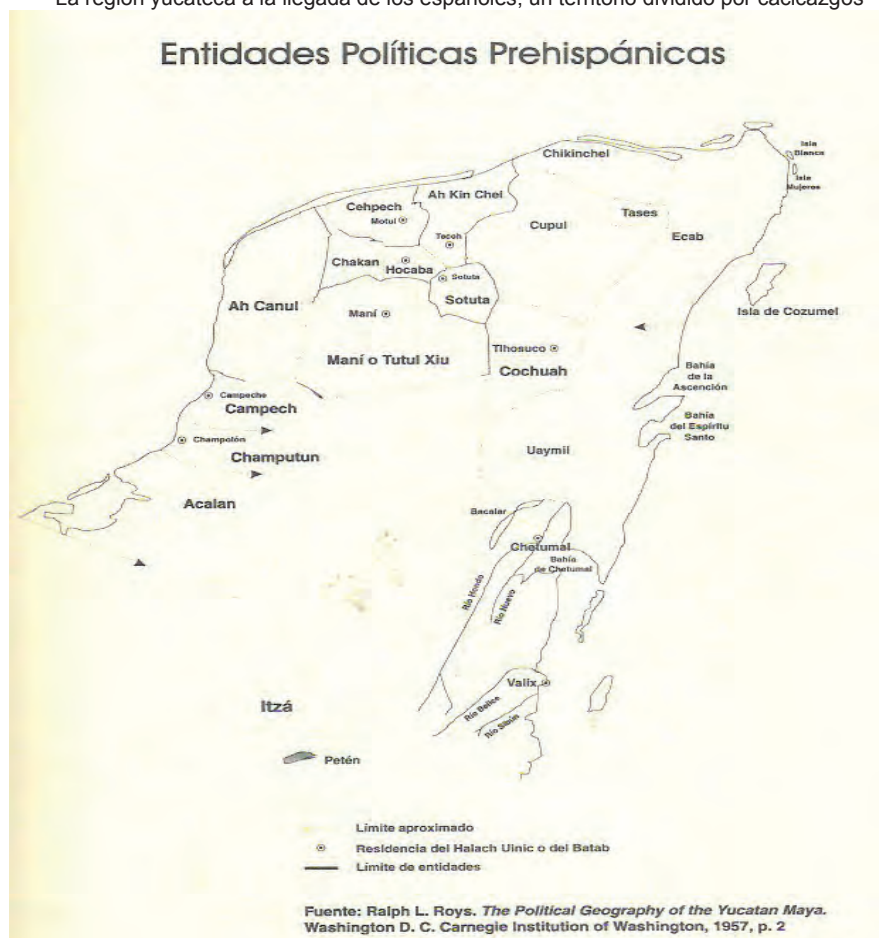 La región yucateca a la llegada de los españoles, un territorio dividido por cacicazgos
Entidades Políticas Prehispánicas
Chikinchel
Isla
Blanca
Isla
Mujeres
Ah Kin Chel
Cehpech
Motul
Tases
Cupul
Tecoh
Ecab
Chakan
Hocaba
Sotuta
Sotuta
Ah Canul
Maní
Isla de Cozumel
Tihosuco
Maní o Tutul Xiu
Cochuah
Bahía
de la
Ascención
Campeche
Campech
Bahía
del Espíritu
Santo
Champotón
Champutun
Uaymil
Acalan
Bacalar
Chetumal
Bahía
de Chetumal
Río Hondo
Río Nuevo
Valix
Itzá
Río Belice
Río Sibún
Petén
Límite aproximado
Residencia del Halach Uinic o del Batab
Límite de entidades
Fuente: Ralph L. Roys. The Political Geography of the Yucatan Maya.
Washington D. C. Carnegie Institution of Washington, 1957, p. 2